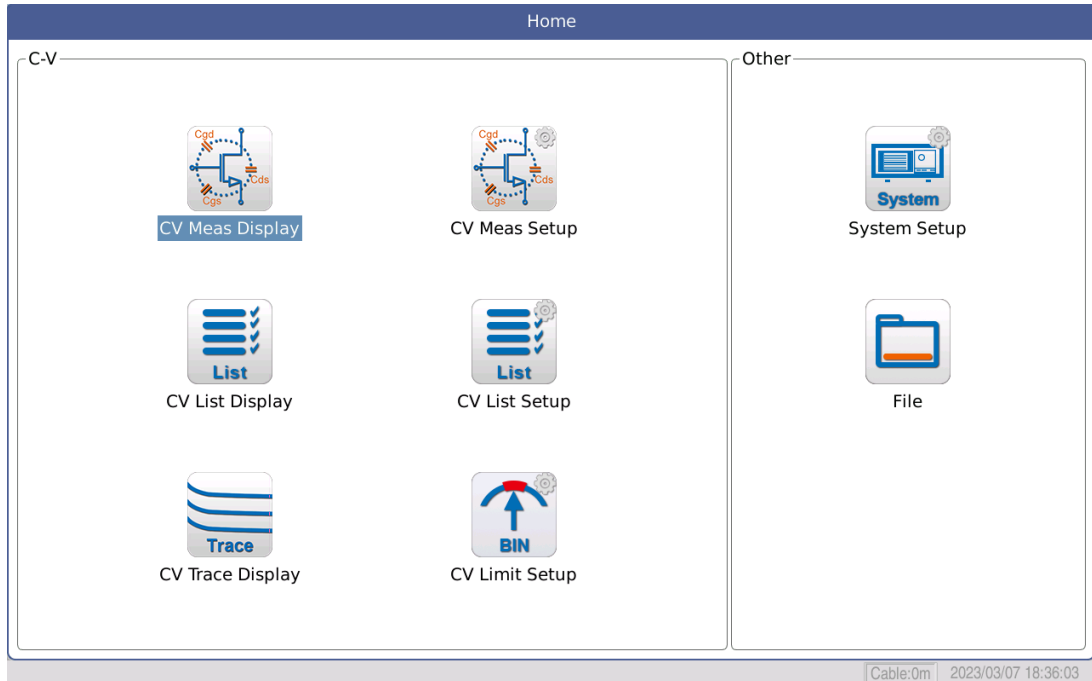 Home
C-V
Cgd
Cds
Cgs
CV Meas Display
Cgd
Cds
Cgs
CV Meas Setup
List
CV List Display
List
CV List Setup
Trace
CV Trace Display
BIN
CV Limit Setup
Other
System
System Setup
File
Cable:0m 2023/03/07 18:36:03